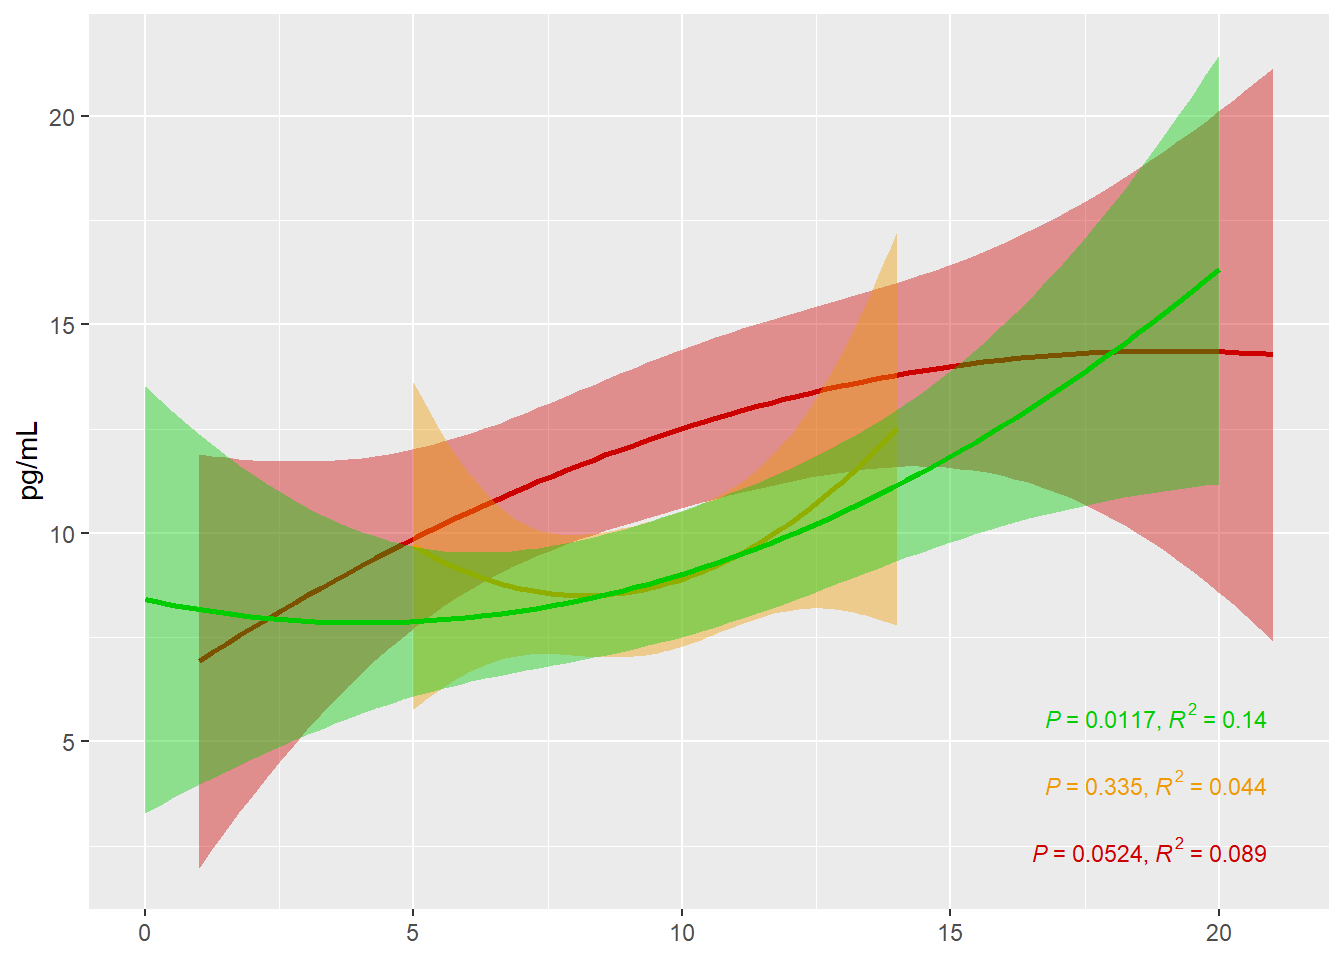 pg/mL
20
15
10
5
P = 0.0117, R² = 0.14
P = 0.335, R² = 0.044
P = 0.0524, R² = 0.089
0 5 10 15 20